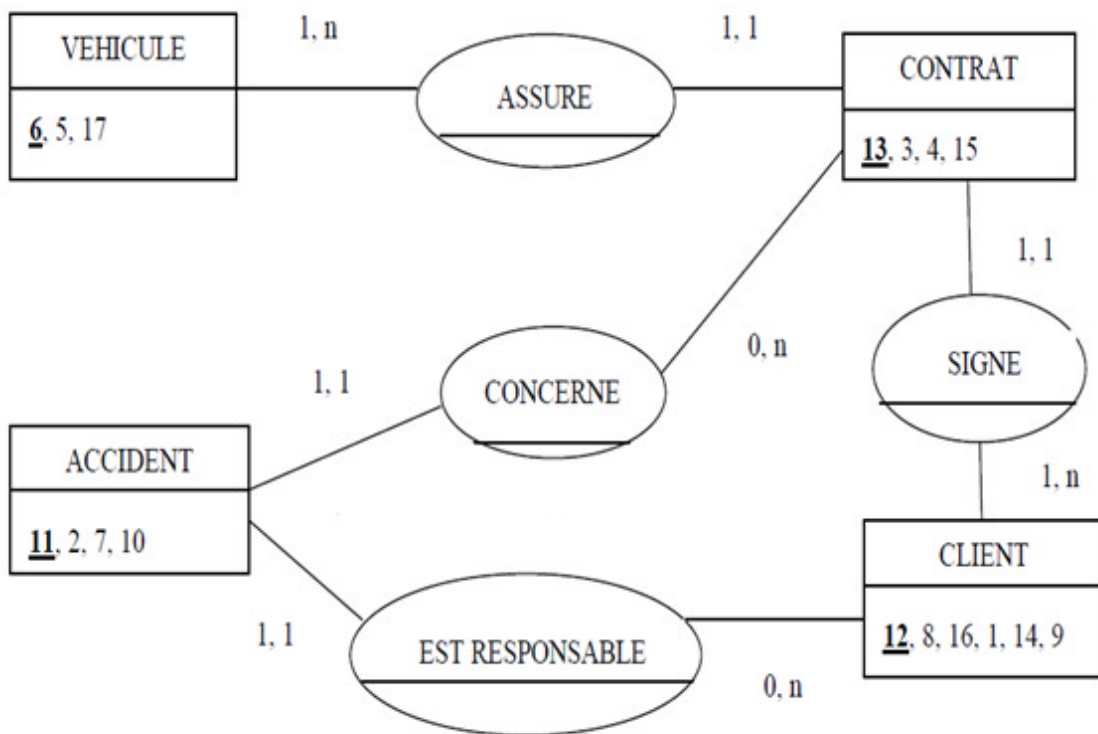 1, n
1, 1
VEHICULE
CONTRAT
ASSURE
6, 5, 17
13, 3, 4, 15
1, 1
0, n
1, 1
SIGNE
CONCERNE
ACCIDENT
1, n
11, 2, 7, 10
CLIENT
1, 1
12, 8, 16, 1, 14, 9
EST RESPONSABLE
0, n